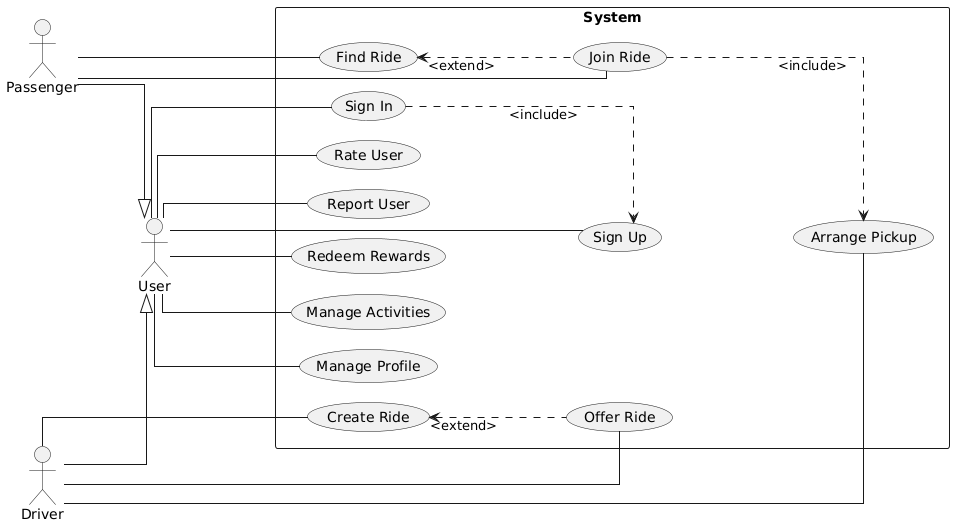 System
Passenger
Find Ride
<extend>
Join Ride
<include>
Sign In
<include>
Rate User
Report User
User
Sign Up
Arrange Pickup
Redeem Rewards
Manage Activities
Manage Profile
Create Ride
<extend>
Offer Ride
Driver